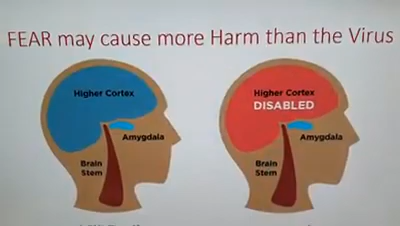 FEAR may cause more Harm than the Virus
Higher Cortex
Amygdala
Brain
Stem
Higher Cortex
DISABLED
Amygdala
Brain
Stem